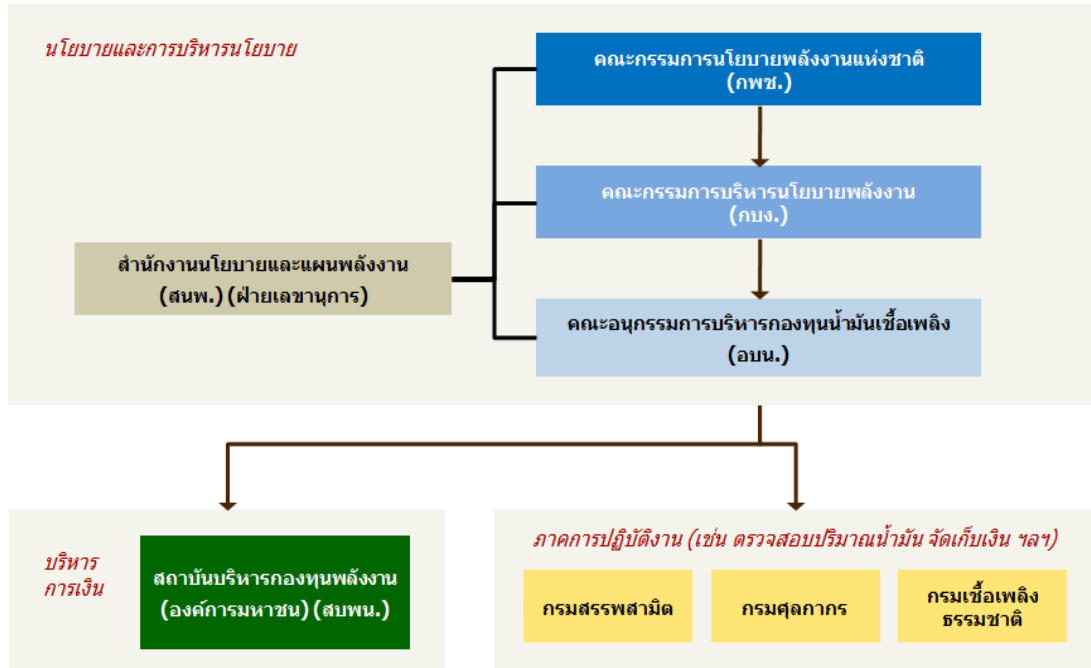 นโยบายและการบริหารนโยบาย
คณะกรรมการนโยบายพลังงานแห่งชาติ
(กพช.)
คณะกรรมการบริหารนโยบายพลังงาน
(กบง.)
สำนักงานนโยบายและแผนพลังงาน
(สนพ.) (ฝ่ายเลขานุการ)
คณะอนุกรรมการบริหารกองทุนน้ำมันเชื้อเพลิง
(อบน.)
บริหาร
การเงิน
สถาบันบริหารกองทุนพลังงาน
(องค์การมหาชน) (สบพน.)
ภาคการปฏิบัติงาน (เช่น ตรวจสอบปริมาณน้ำมัน จัดเก็บเงิน ฯลฯ)
กรมสรรพสามิต
กรมศุลกากร
กรมเชื้อเพลิง
ธรรมชาติ